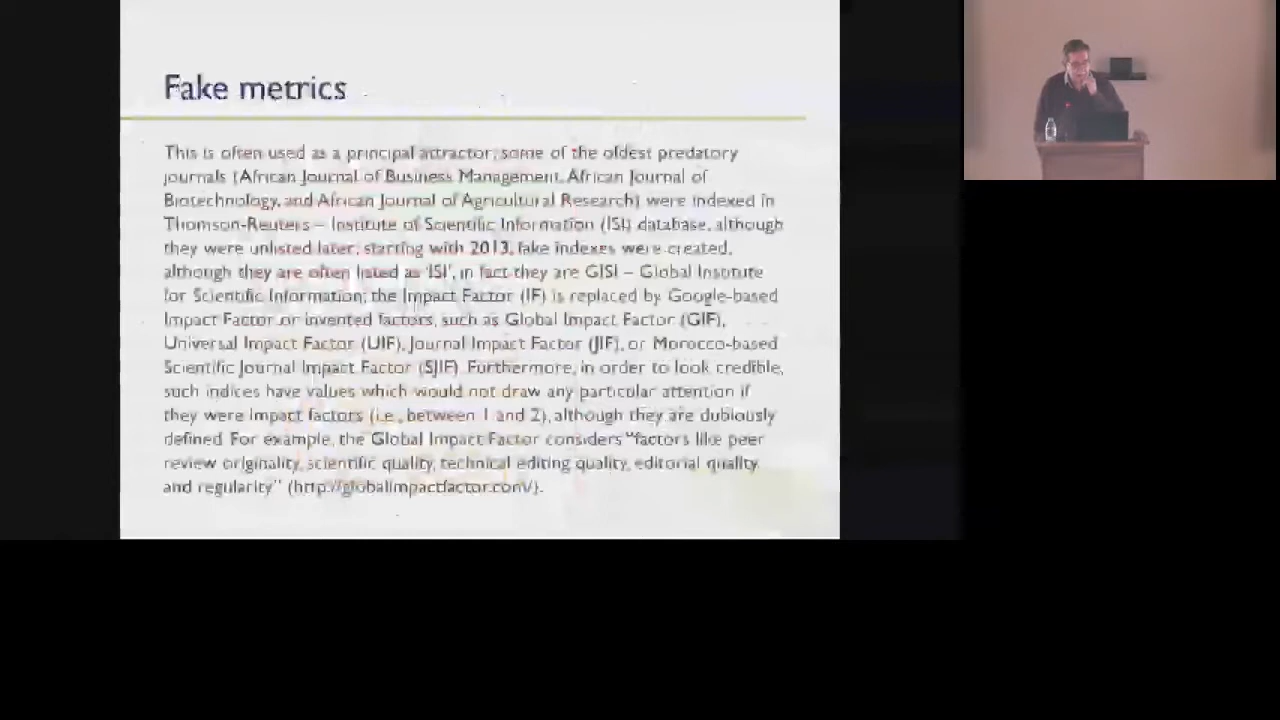 Fake metrics
This is often used as a principal attractor; some of the oldest predatory
journals (African Journal of Business Management, African Journal of
Biotechnology, and African Journal of Agricultural Research) were indexed in
Thomson-Reuters – Institute of Scientific Information (ISI) database, although
they were unlisted later; starting with 2013, fake indexes were created,
although they are often listed as 'ISI', in fact they are GISI – Global Institute
for Scientific Information; the Impact Factor (IF) is replaced by Google-based
Impact Factor or invented factors, such as Global Impact Factor (GIF),
Universal Impact Factor (UIF), Journal Impact Factor (JIF), or Morocco-based
Scientific Journal Impact Factor (SJIF). Furthermore, in order to look credible,
such indices have values which would not draw any particular attention if
they were impact factors (i.e., between 1 and 2), although they are dubiously
defined. For example, the Global Impact Factor considers "factors like peer
review originality, scientific quality, technical editing quality, editorial quality
and regularity" (http://globalimpactfactor.com/).